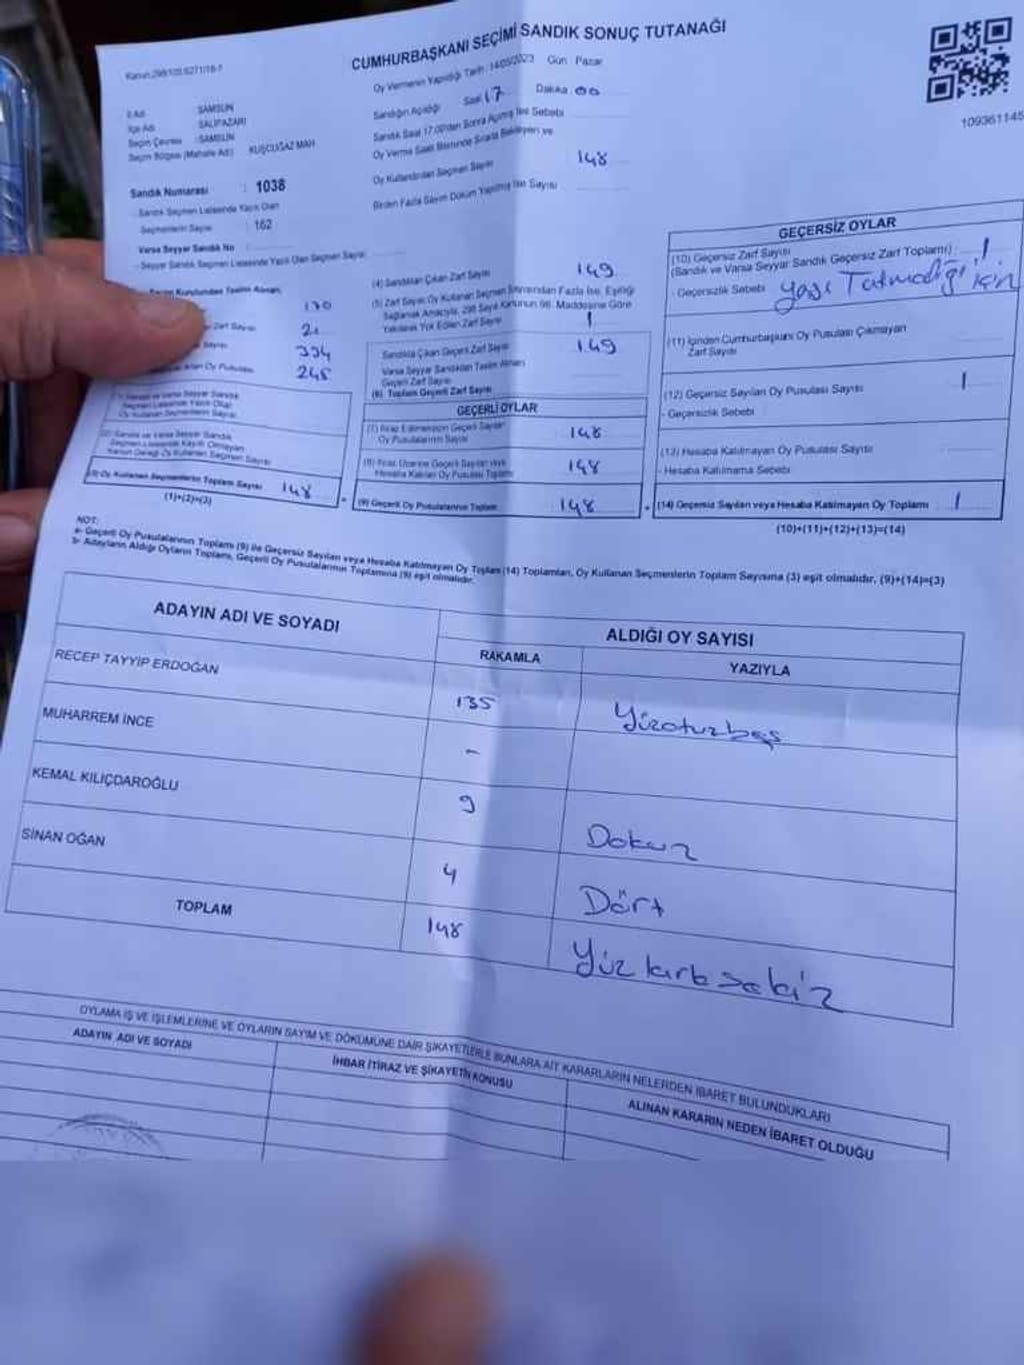 CUMHURBAŞKANI SEÇİMİ SANDIK SONUÇ TUTANAĞI
Oy Vermenin Yapıldığı Tarih : 14/05/2023 Gün : Pazar
109361145
İl Adı : SAMSUN
İlçe Adı : SALIPAZARI
Seçim Çevresi : SAMSUN
Seçim Bölgesi (Mahalle Adı) KUŞCUĞAZ MAH
Sandık Numarası : 1038
- Sandık Seçmen Listesinde Yazılı Olan
Seçmenlerin Sayısı : 162
Varsa Seyyar Sandık No :
- Seyyar Sandık Seçmen Listesinde Yazılı Olan Seçmen Sayısı
Sandığın Açıldığı Saat 17 Dakika 00
Sandık Saat 17.00'den Sonra Açılmış İse Sebebi
Oy Verme Saati Bitiminde Sırada Bekleyen ve
Oy Kullandırılan Seçmen Sayısı 148
Birden Fazla Sayım Döküm Yapılmış İse Sayısı
Kurulundan Teslim Alınan
170
Zarf Sayısı 21
Sayısı 334
Oy Pusulası 245
(1) Sandık ve Varsa Seyyar Sandık
Seçmen Listesinde Yazılı Olup
Oy Kullanan Seçmenlerin Sayısı
(2) Sandık ve Varsa Seyyar Sandık
Seçmen Listesinde Kayıtlı Olmayan
Kanun Gereği Oy Kullanan Seçmen Sayısı
(3) Oy Kullanan Seçmenlerin Toplam Sayısı 148
(1)+(2)=(3)
(4) Sandıktan Çıkan Zarf Sayısı 149
(5) Zarf Sayısı Oy Kullanan Seçmen Sayısından Fazla İse, Eşitliği
Sağlamak Amacıyla, 298 Sayılı Kanunun 98. Maddesine Göre
Yakılarak Yok Edilen Zarf Sayısı 1
Sandıkta Çıkan Geçerli Zarf Sayısı 149
Varsa Seyyar Sandıktan Teslim Alınan
Geçerli Zarf Sayısı
(6) Toplam Geçerli Zarf Sayısı
GEÇERLİ OYLAR
(7) İtiraz Edilmeksizin Geçerli Sayılan
Oy Pusulalarının Sayısı 148
(8) İtiraz Üzerine Geçerli Sayılan veya
Hesaba Katılan Oy Pusulası Toplamı 148
(9) Geçerli Oy Pusulalarının Toplamı 148
GEÇERSİZ OYLAR
(10) Geçersiz Zarf Sayısı
(Sandık ve Varsa Seyyar Sandık Geçersiz Zarf Toplamı) : 1
- Geçersizlik Sebebi yazı Tutmadığı için
(11) İçinden Cumhurbaşkanı Oy Pusulası Çıkmayan
Zarf Sayısı
(12) Geçersiz Sayılan Oy Pusulası Sayısı 1
- Geçersizlik Sebebi
(13) Hesaba Katılmayan Oy Pusulası Sayısı
- Hesaba Katılmama Sebebi
(14) Geçersiz Sayılan veya Hesaba Katılmayan Oy Toplamı 1
(10)+(11)+(12)+(13)=(14)
NOT:
a- Geçerli Oy Pusulalarının Toplamı (9) ile Geçersiz Sayılan veya Hesaba Katılmayan Oy Toplam (14) Toplamları, Oy Kullanan Seçmenlerin Toplam Sayısına (3) eşit olmalıdır. (9)+(14)=(3)
b- Adayların Aldığı Oyların Toplamı, Geçerli Oy Pusulalarının Toplamına (9) eşit olmalıdır.
ADAYIN ADI VE SOYADI
ALDIĞI OY SAYISI
RAKAMLA YAZIYLA
RECEP TAYYİP ERDOĞAN 135 Yüzotuzbeş
MUHARREM İNCE -
KEMAL KILIÇDAROĞLU 9 Dokuz
SİNAN OĞAN 4 Dört
TOPLAM 148 Yüz kırk sekiz
OYLAMA İŞ VE İŞLEMLERİNE VE OYLARIN SAYIM VE DÖKÜMÜNE DAİR ŞİKAYETLERLE BUNLARA AİT KARARLARIN NELERDEN İBARET BULUNDUKLARI
ADAYIN ADI VE SOYADI
İHBAR İTİRAZ VE ŞİKAYETİN KONUSU
ALINAN KARARIN NEDEN İBARET OLDUĞU